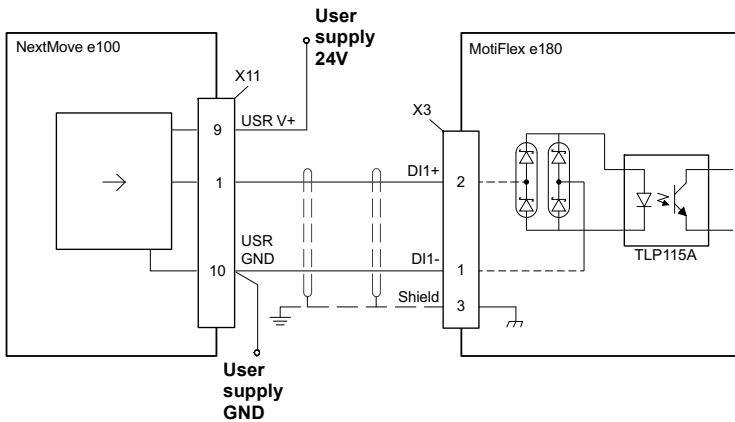 User
supply
24V
NextMove e100
MotiFlex e180
X11
X3
9
USR V+
1
DI1+
2
USR
GND
10
DI1-
1
Shield
3
TLP115A
User
supply
GND